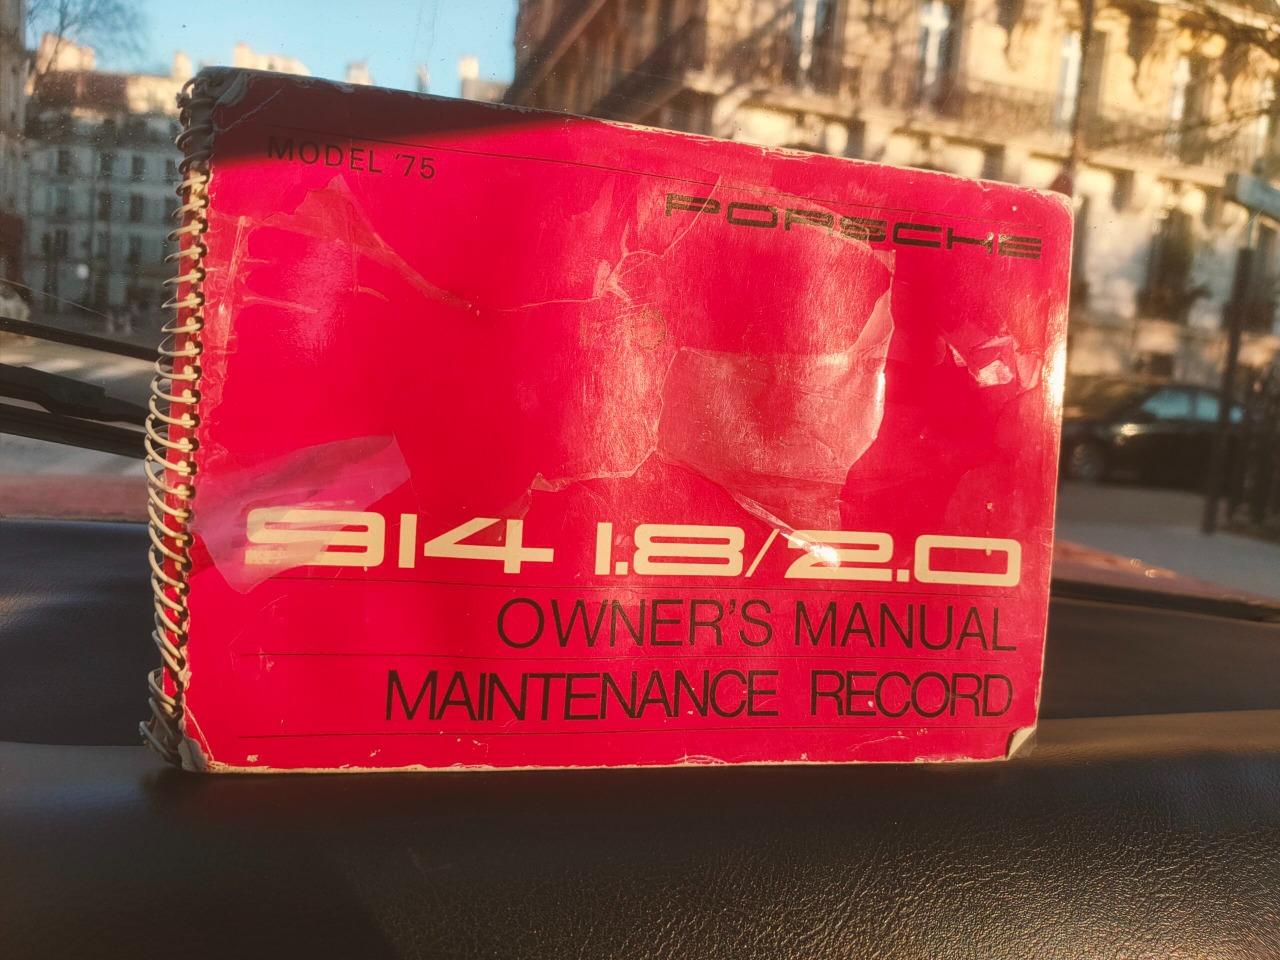 MODEL '75
PORSCHE
914 1.8/2.0
OWNER'S MANUAL
MAINTENANCE RECORD